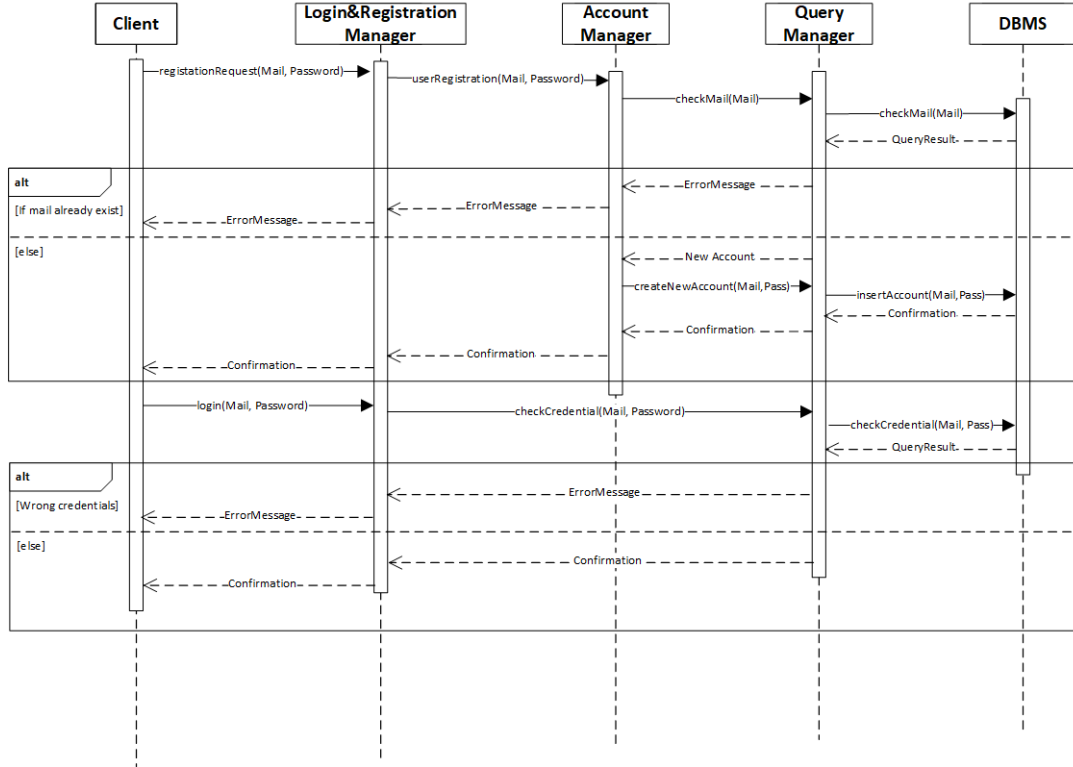 Client
Login&Registration
Manager
Account
Manager
Query
Manager
DBMS
registationRequest(Mail, Password)
userRegistration(Mail, Password)
checkMail(Mail)
checkMail(Mail)
QueryResult
alt
ErrorMessage
[If mail already exist]
ErrorMessage
ErrorMessage
[else]
New Account
createNewAccount(Mail,Pass)
insertAccount(Mail,Pass)
Confirmation
Confirmation
Confirmation
Confirmation
login(Mail, Password)
checkCredential(Mail, Password)
checkCredential(Mail, Pass)
QueryResult
alt
ErrorMessage
[Wrong credentials]
ErrorMessage
[else]
Confirmation
Confirmation